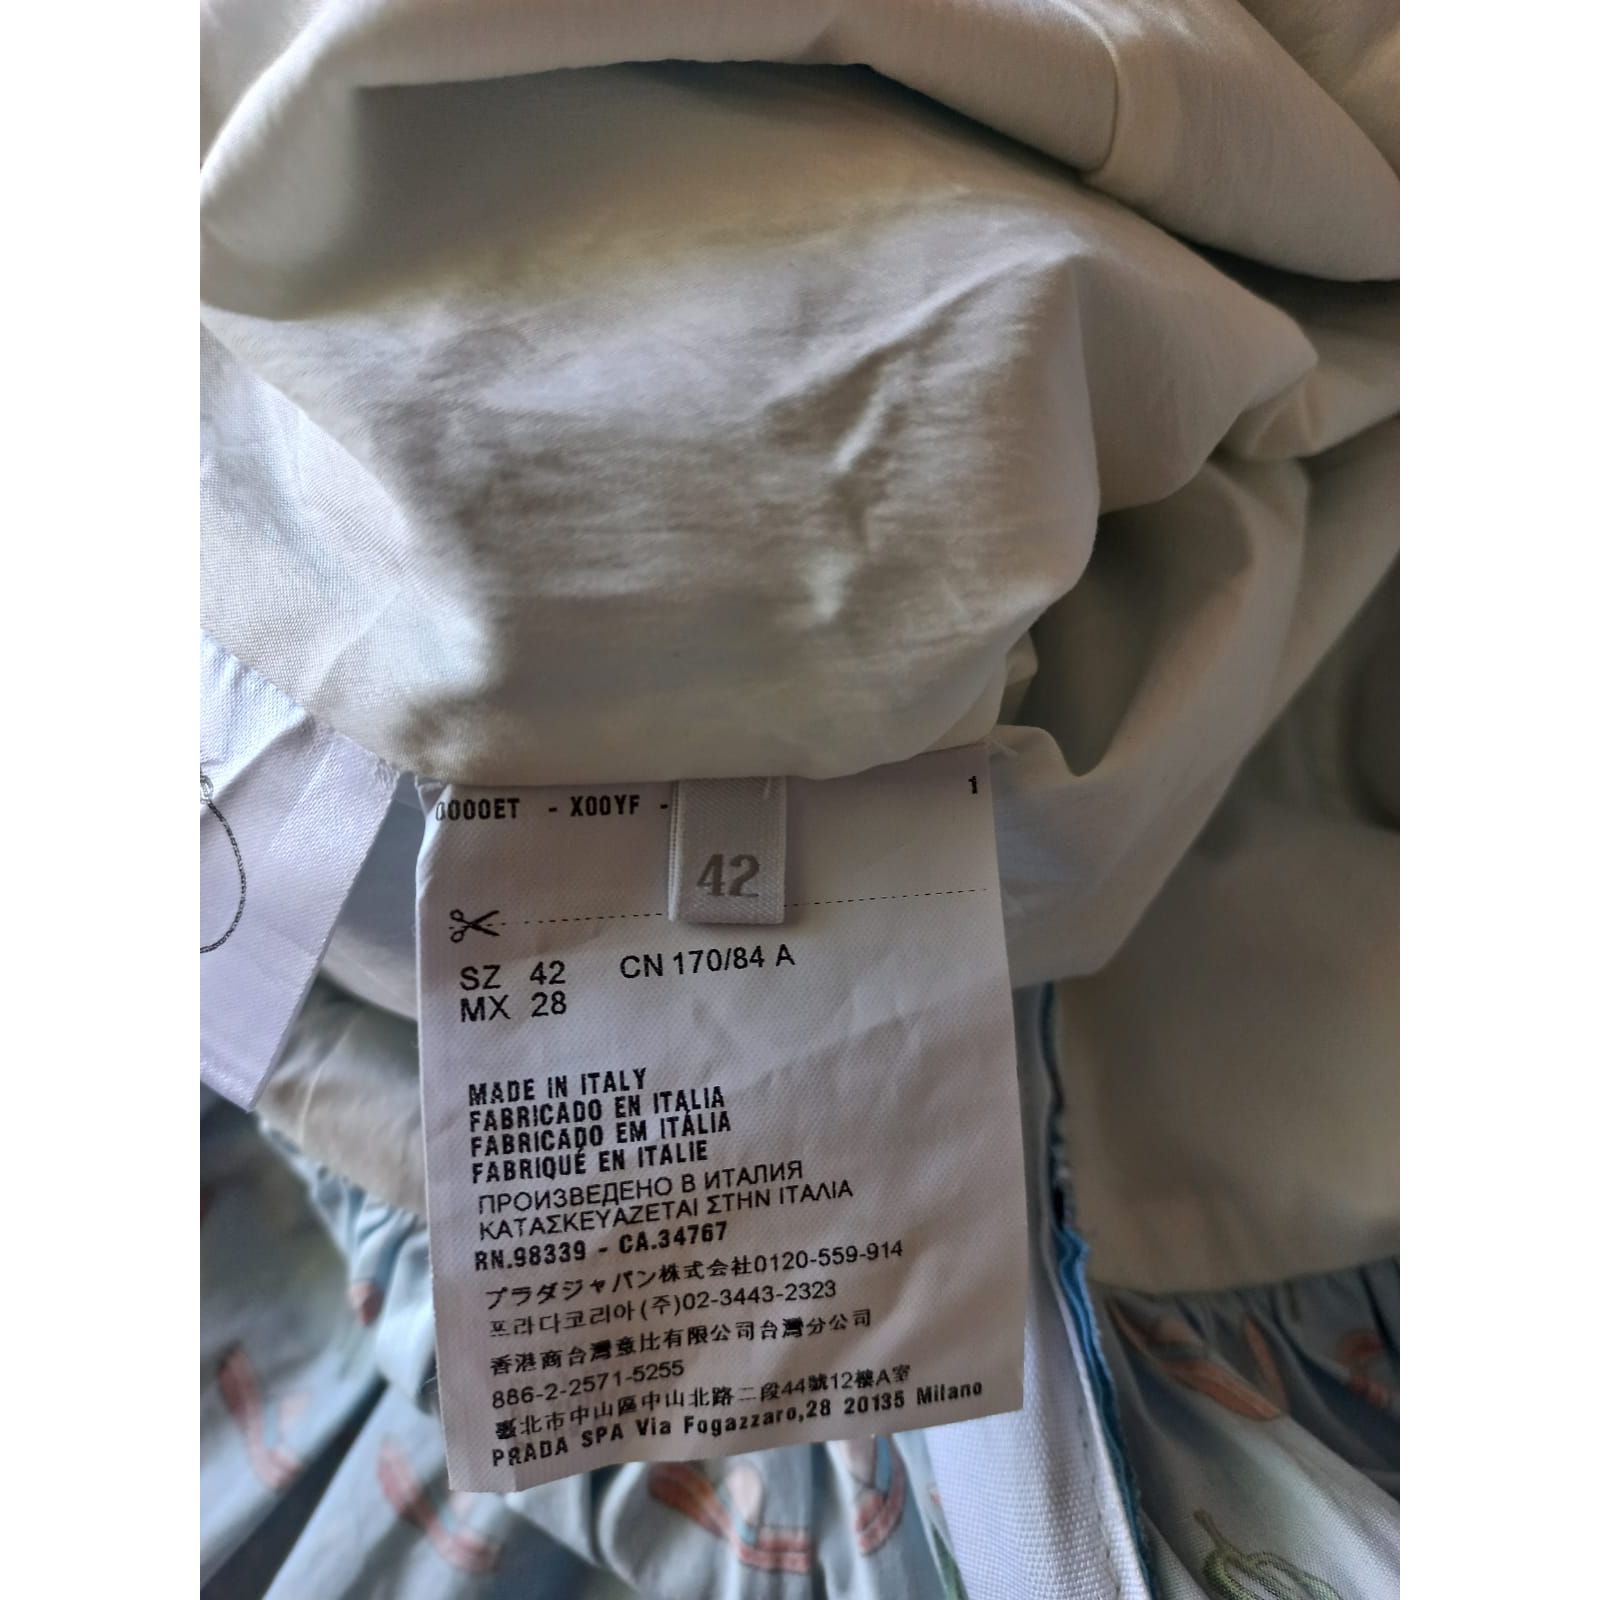 0000ET - X00YF - 1
42
SZ 42 CN 170/84 A
MX 28
MADE IN ITALY
FABRICADO EN ITALIA
FABRICADO EM ITÁLIA
FABRIQUÉ EN ITALIE
ПРОИЗВЕДЕНО В ИТАЛИЯ
ΚΑΤΑΣΚΕΥΑΖΕΤΑΙ ΣΤΗΝ ΙΤΑΛΙΑ
RN.98339 - CA.34767
プラダジャパン株式会社0120-559-914
프라다코리아(주)02-3443-2323
香港商台灣意比有限公司台灣分公司
886-2-2571-5255
臺北市中山區中山北路二段44號12樓A室
PRADA SPA Via Fogazzaro,28 20135 Milano